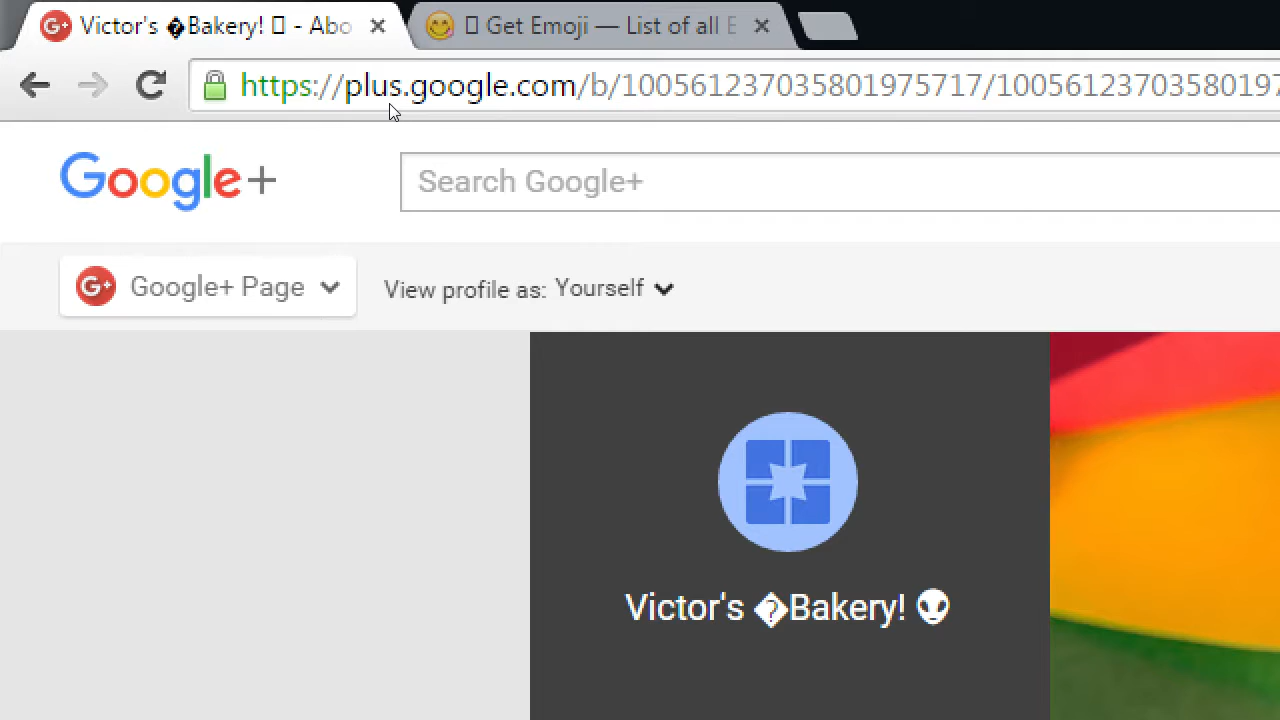 Victor's �Bakery! ▯ - Abo
▯ Get Emoji — List of all E
https://plus.google.com/b/100561237035801975717/10056123703580197
Google+
Search Google+
G+ Google+ Page
View profile as: Yourself
Victor's �Bakery! 👽